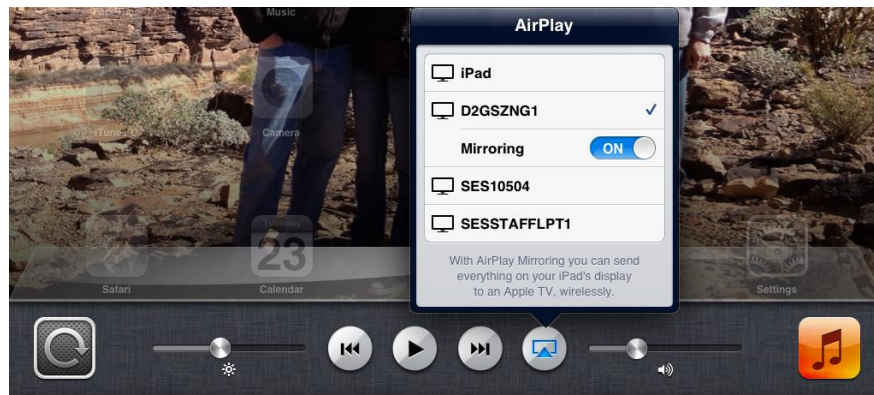 Music
AirPlay
iPad
D2GSZNG1
Mirroring
ON
SES10504
SESSTAFFLPT1
With AirPlay Mirroring you can send
everything on your iPad's display
to an Apple TV, wirelessly.
iTunes U
Camera
Tuesday
23
Safari
Calendar
Settings